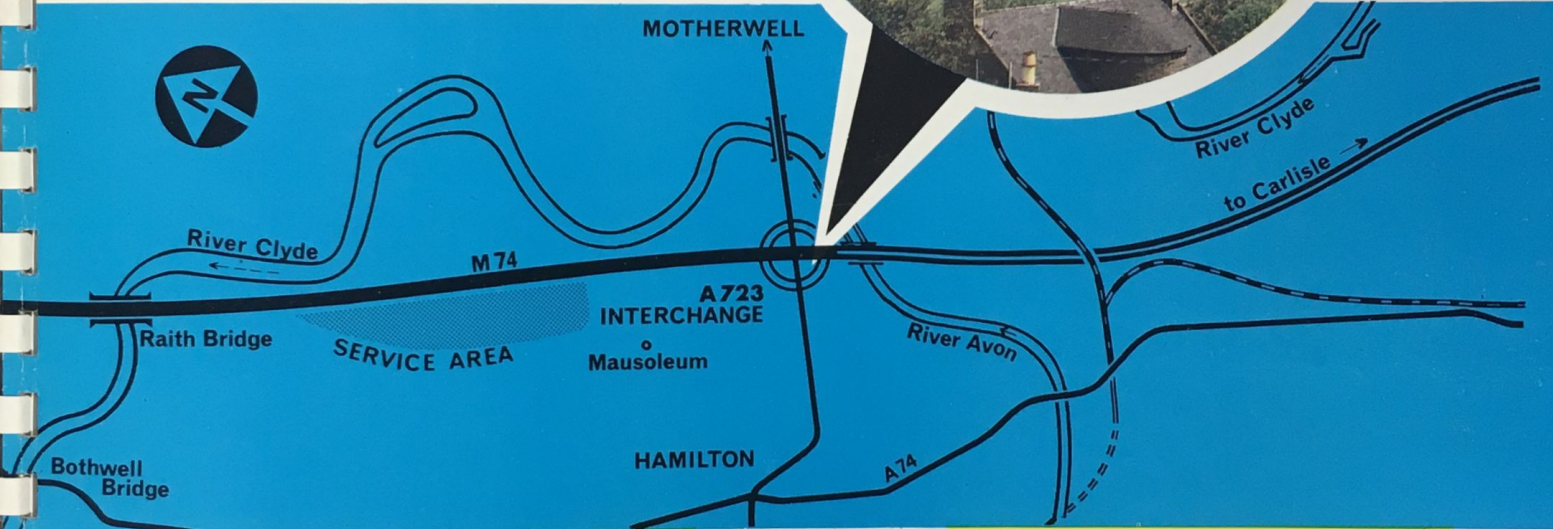 MOTHERWELL
N
River Clyde
to Carlisle
River Clyde
M74
A723
INTERCHANGE
Raith Bridge
SERVICE AREA
Mausoleum
River Avon
HAMILTON
A74
Bothwell
Bridge